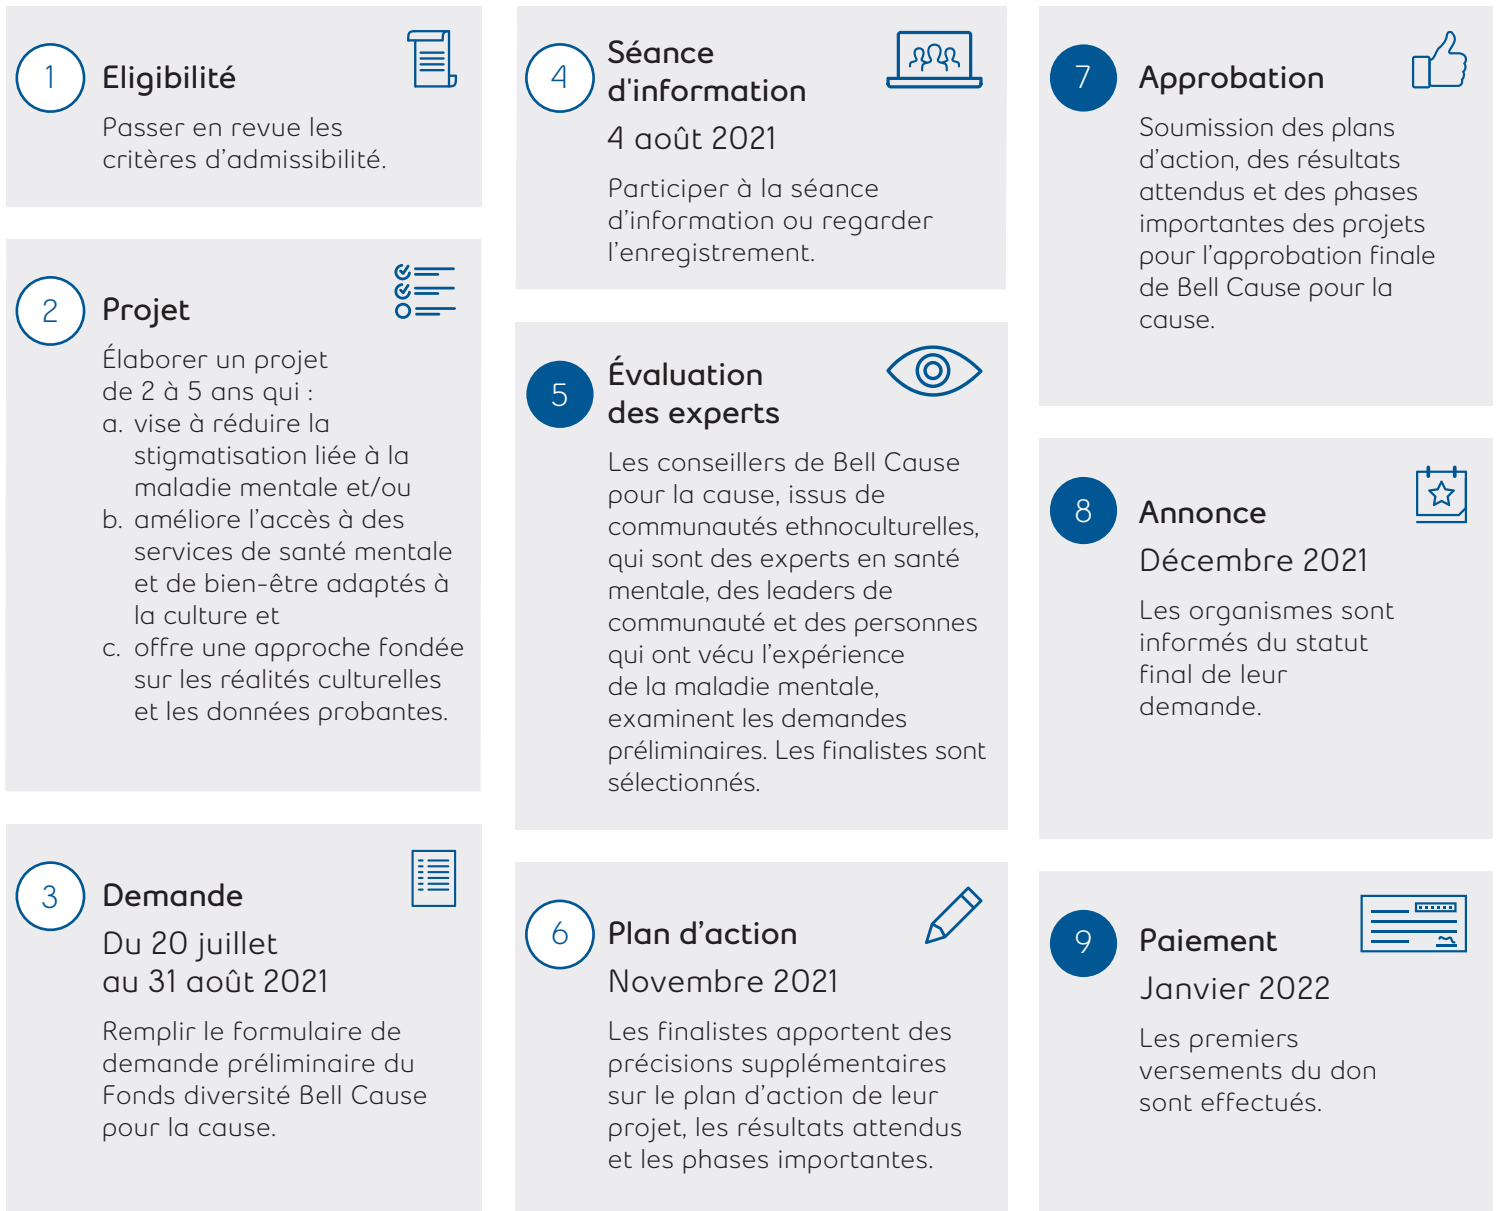 1
Eligibilité
Passer en revue les
critères d'admissibilité.
2
Projet
Élaborer un projet
de 2 à 5 ans qui :
a. vise à réduire la
stigmatisation liée à la
maladie mentale et/ou
b. améliore l'accès à des
services de santé mentale
et de bien-être adaptés à
la culture et
c. offre une approche fondée
sur les réalités culturelles
et les données probantes.
3
Demande
Du 20 juillet
au 31 août 2021
Remplir le formulaire de
demande préliminaire du
Fonds diversité Bell Cause
pour la cause.
4
Séance
d'information
4 août 2021
Participer à la séance
d'information ou regarder
l'enregistrement.
5
Évaluation
des experts
Les conseillers de Bell Cause
pour la cause, issus de
communautés ethnoculturelles,
qui sont des experts en santé
mentale, des leaders de
communauté et des personnes
qui ont vécu l'expérience
de la maladie mentale,
examinent les demandes
préliminaires. Les finalistes sont
sélectionnés.
6
Plan d'action
Novembre 2021
Les finalistes apportent des
précisions supplémentaires
sur le plan d'action de leur
projet, les résultats attendus
et les phases importantes.
7
Approbation
Soumission des plans
d'action, des résultats
attendus et des phases
importantes des projets
pour l'approbation finale
de Bell Cause pour la
cause.
8
Annonce
Décembre 2021
Les organismes sont
informés du statut
final de leur
demande.
9
Paiement
Janvier 2022
Les premiers
versements du don
sont effectués.